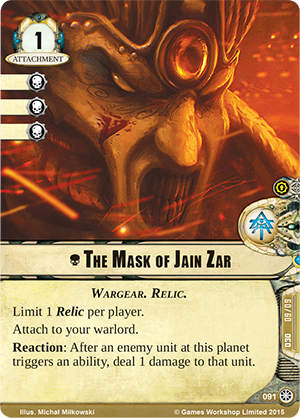 1
ATTACHMENT
THE MASK OF JAIN ZAR
WARGEAR. RELIC.
Limit 1 Relic per player.
Attach to your warlord.
Reaction: After an enemy unit at this planet
triggers an ability, deal 1 damage to that unit.
091
Illus. Michał Miłkowski
© Games Workshop Limited 2015